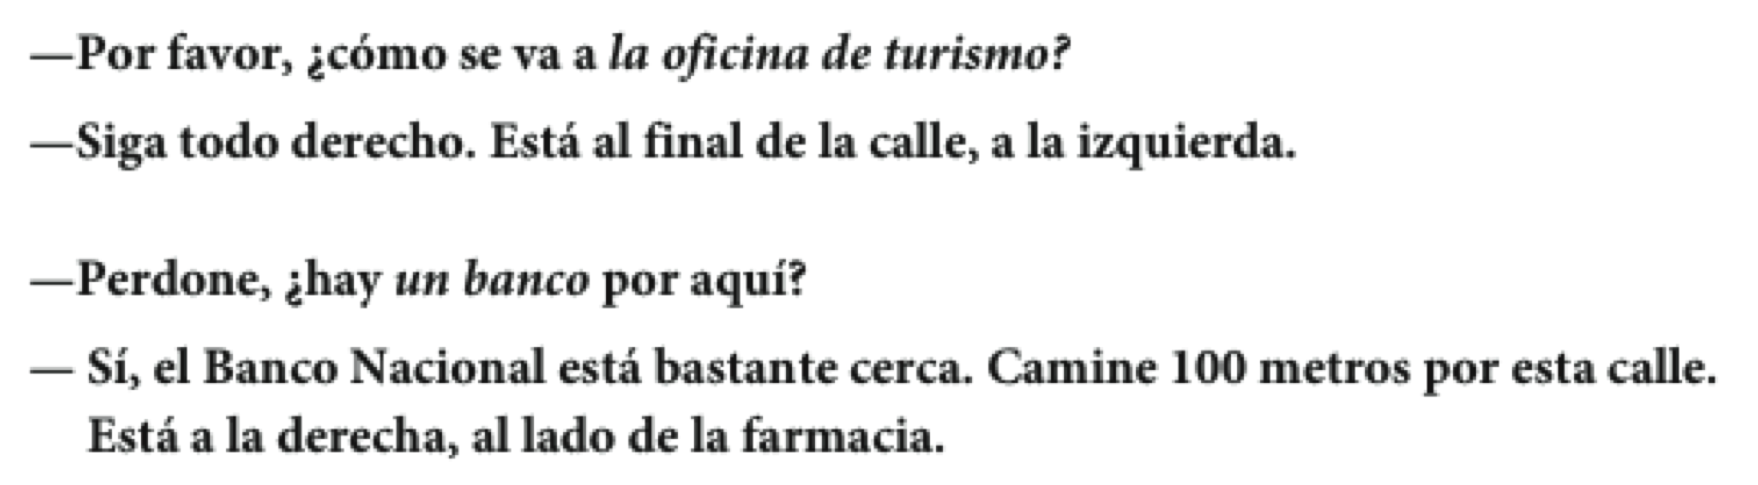 —Por favor, ¿cómo se va a la oficina de turismo?
—Siga todo derecho. Está al final de la calle, a la izquierda.
—Perdone, ¿hay un banco por aquí?
— Sí, el Banco Nacional está bastante cerca. Camine 100 metros por esta calle.
Está a la derecha, al lado de la farmacia.